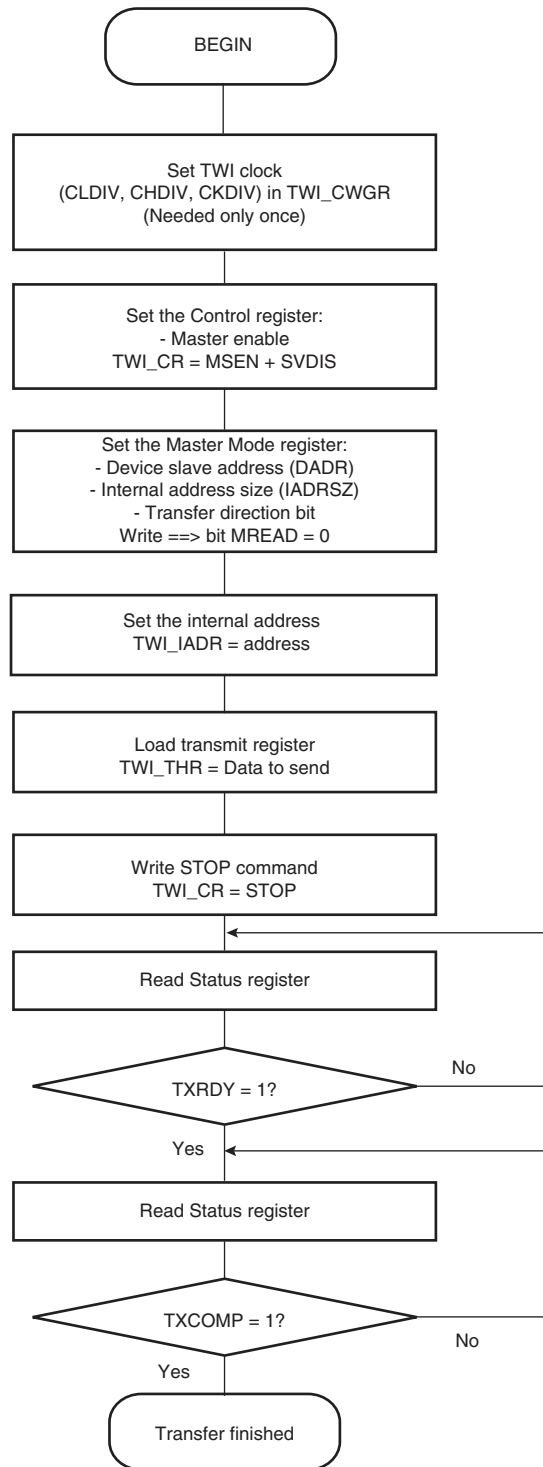 BEGIN
Set TWI clock
(CLDIV, CHDIV, CKDIV) in TWI_CWGR
(Needed only once)
Set the Control register:
- Master enable
TWI_CR = MSEN + SVDIS
Set the Master Mode register:
- Device slave address (DADR)
- Internal address size (IADRSZ)
- Transfer direction bit
Write ==> bit MREAD = 0
Set the internal address
TWI_IADR = address
Load transmit register
TWI_THR = Data to send
Write STOP command
TWI_CR = STOP
Read Status register
TXRDY = 1?
No
Yes
Read Status register
TXCOMP = 1?
No
Yes
Transfer finished